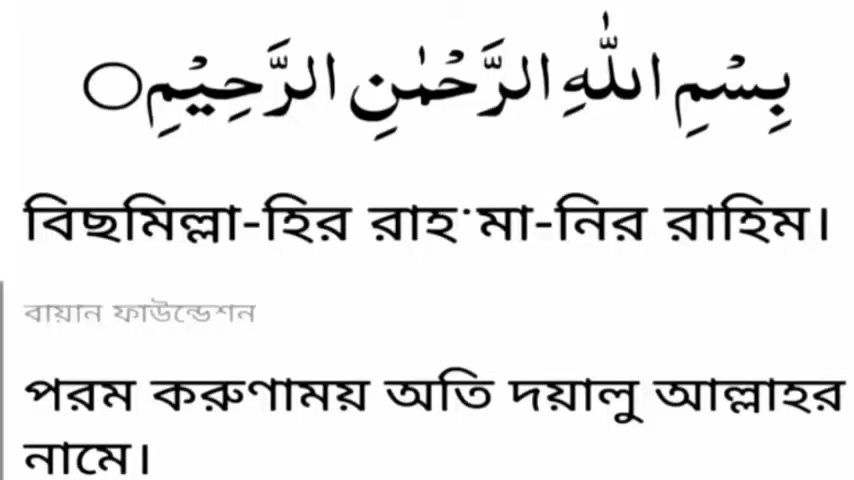 بِسْمِ اللّٰهِ الرَّحْمٰنِ الرَّحِيْمِ○
বিছমিল্লা-হির রাহ˙মা-নির রাহিম।
বায়ান ফাউন্ডেশন
পরম করুণাময় অতি দয়ালু আল্লাহর
নামে।